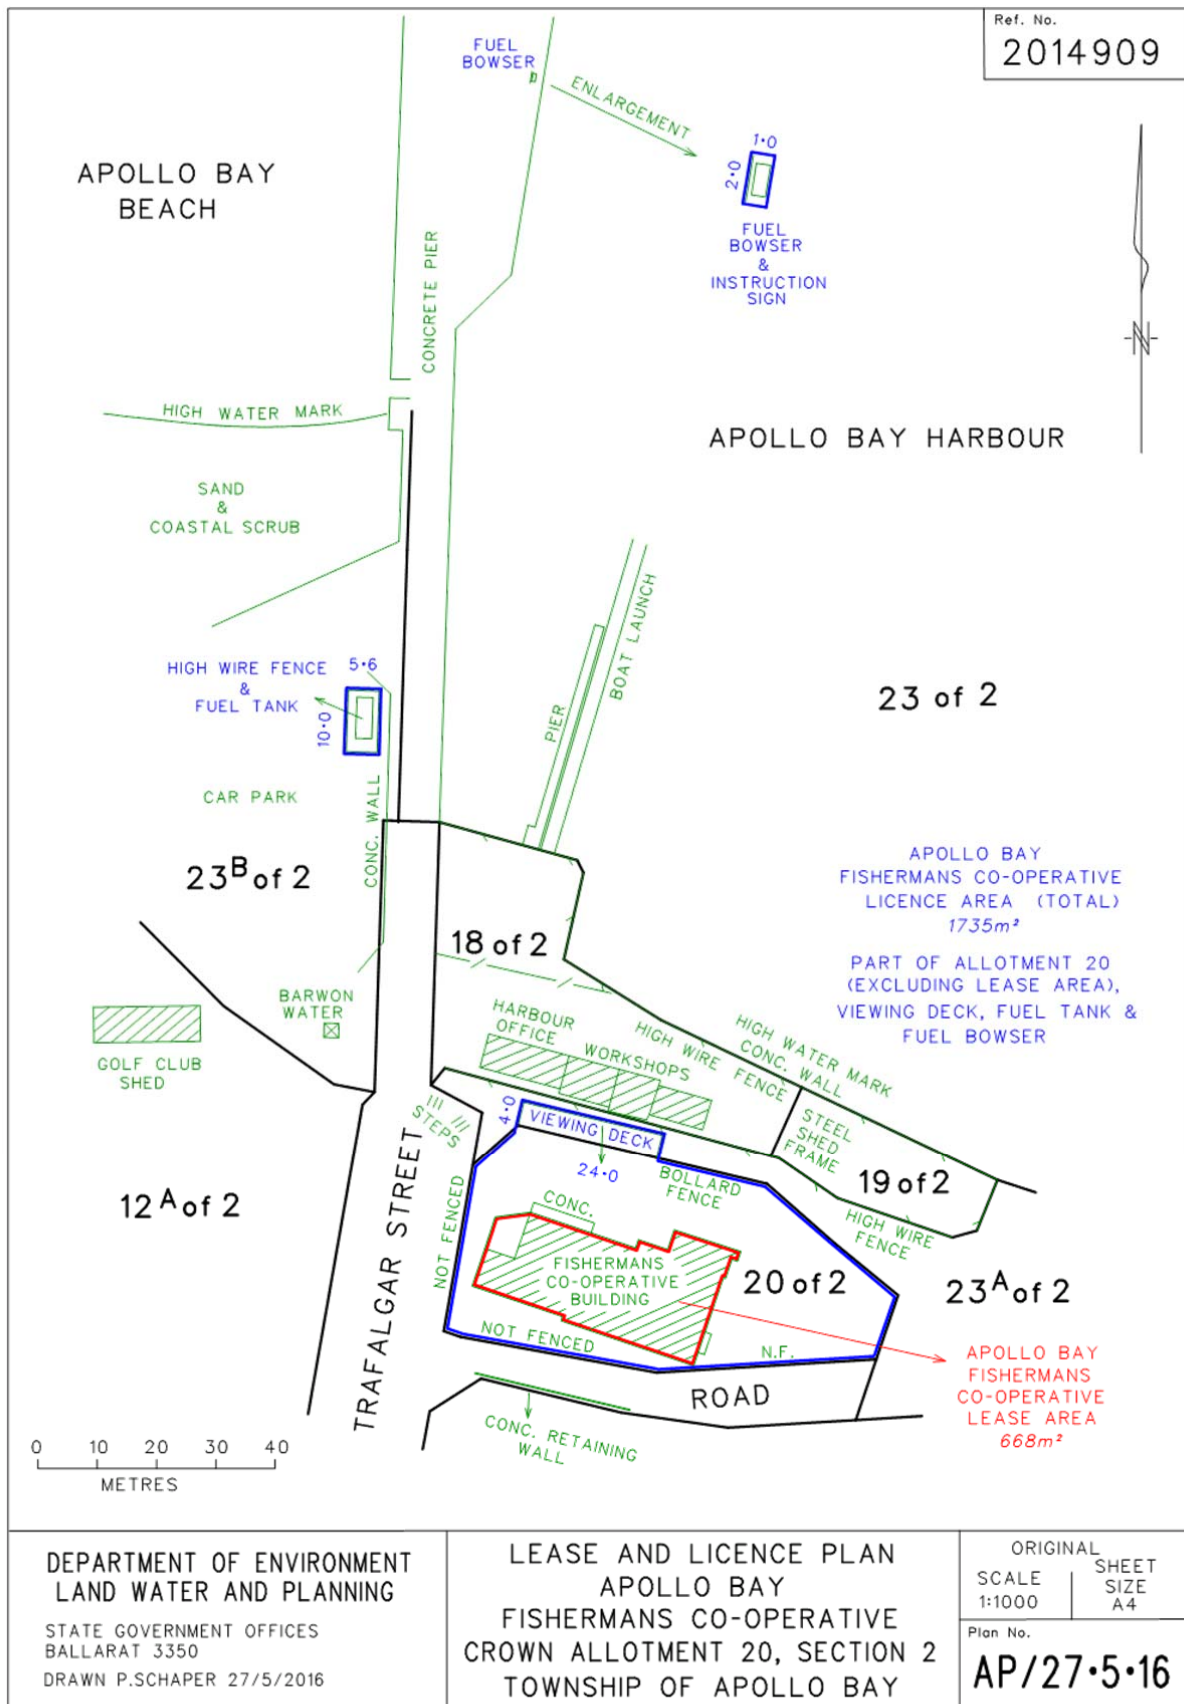 Ref. No.
2014909
FUEL
BOWSER
ENLARGEMENT
1·0
2·0
FUEL
BOWSER
&
INSTRUCTION
SIGN
APOLLO BAY
BEACH
CONCRETE PIER
N
HIGH WATER MARK
APOLLO BAY HARBOUR
SAND
&
COASTAL SCRUB
BOAT LAUNCH
PIER
HIGH WIRE FENCE
&
FUEL TANK
5·6
10·0
23 of 2
CAR PARK
CONC. WALL
23B of 2
APOLLO BAY
FISHERMANS CO-OPERATIVE
LICENCE AREA (TOTAL)
1735m²
PART OF ALLOTMENT 20
(EXCLUDING LEASE AREA),
VIEWING DECK, FUEL TANK &
FUEL BOWSER
18 of 2
BARWON
WATER
GOLF CLUB
SHED
HARBOUR
OFFICE
WORKSHOPS
HIGH WIRE FENCE
HIGH WATER MARK
CONC. WALL
STEPS
4·0
VIEWING DECK
24·0
BOLLARD
FENCE
STEEL
SHED
FRAME
19 of 2
HIGH WIRE
FENCE
12A of 2
TRAFALGAR STREET
NOT FENCED
CONC.
FISHERMANS
CO-OPERATIVE
BUILDING
20 of 2
23A of 2
NOT FENCED
N.F.
APOLLO BAY
FISHERMANS
CO-OPERATIVE
LEASE AREA
668m²
ROAD
CONC. RETAINING
WALL
0 10 20 30 40
METRES
DEPARTMENT OF ENVIRONMENT
LAND WATER AND PLANNING
STATE GOVERNMENT OFFICES
BALLARAT 3350
DRAWN P.SCHAPER 27/5/2016
LEASE AND LICENCE PLAN
APOLLO BAY
FISHERMANS CO-OPERATIVE
CROWN ALLOTMENT 20, SECTION 2
TOWNSHIP OF APOLLO BAY
ORIGINAL
SCALE
1:1000
SHEET
SIZE
A4
Plan No.
AP/27·5·16